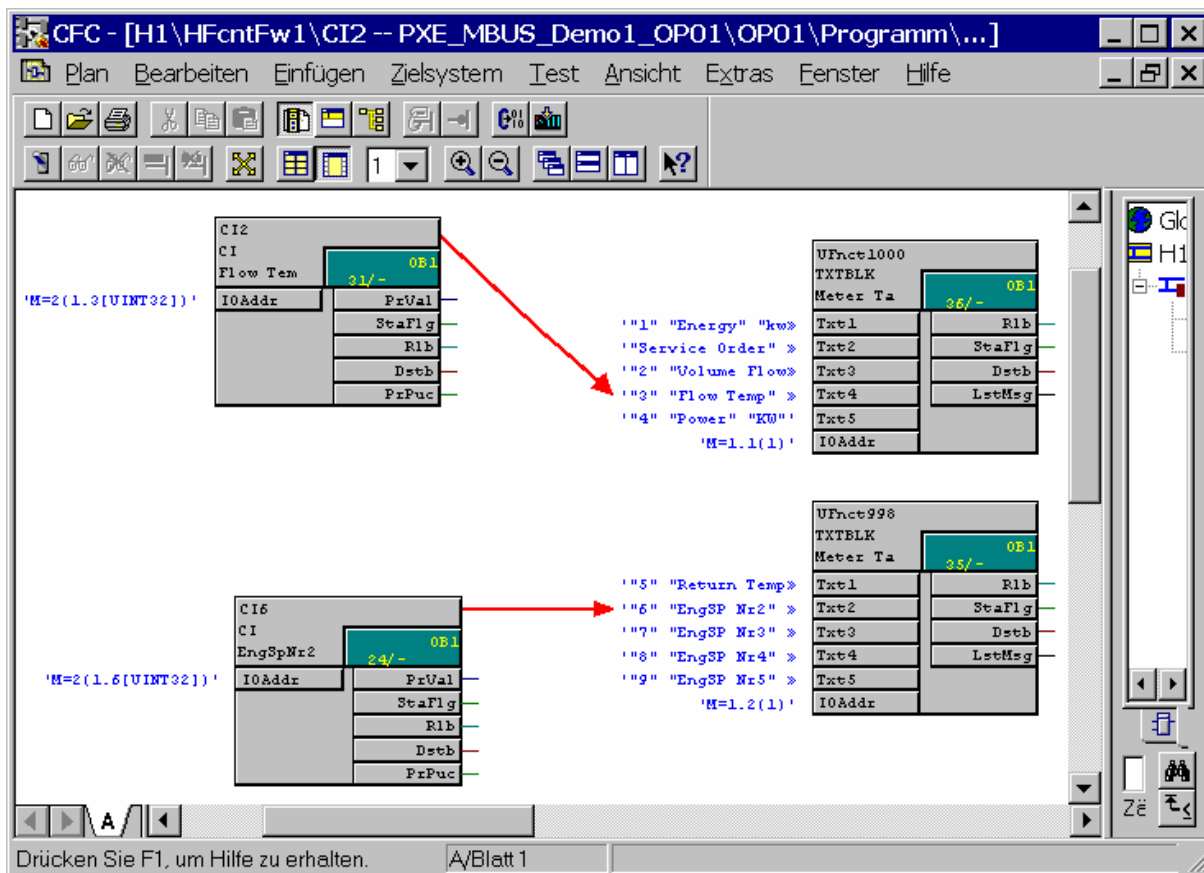 CFC - [H1\HFcntFw1\CI2 -- PXE_MBUS_Demo1_OP01\OP01\Programm\...]
Plan Bearbeiten Einfügen Zielsystem Test Ansicht Extras Fenster Hilfe
1
CI2
CI
Flow Tem
OB1
31/-
'M=2(1.3[UINT32])'
IOAddr
PrVal
StaFlg
Rlb
Dstb
PrPuc
UFnct1000
TXTBLK
Meter Ta
OB1
36/-
'"1" "Energy" "kw» Txt1 Rlb
'"Service Order" » Txt2 StaFlg
'"2" "Volume Flow» Txt3 Dstb
'"3" "Flow Temp" » Txt4 LstMsg
'"4" "Power" "KW"' Txt5
'M=1.1(1)' IOAddr
CI6
CI
EngSpNr2
OB1
24/-
'M=2(1.6[UINT32])'
IOAddr
PrVal
StaFlg
Rlb
Dstb
PrPuc
UFnct998
TXTBLK
Meter Ta
OB1
35/-
'"5" "Return Temp» Txt1 Rlb
'"6" "EngSP Nr2" » Txt2 StaFlg
'"7" "EngSP Nr3" » Txt3 Dstb
'"8" "EngSP Nr4" » Txt4 LstMsg
'"9" "EngSP Nr5" » Txt5
'M=1.2(1)' IOAddr
Glo
H1
Zë
A
Drücken Sie F1, um Hilfe zu erhalten.
A/Blatt 1